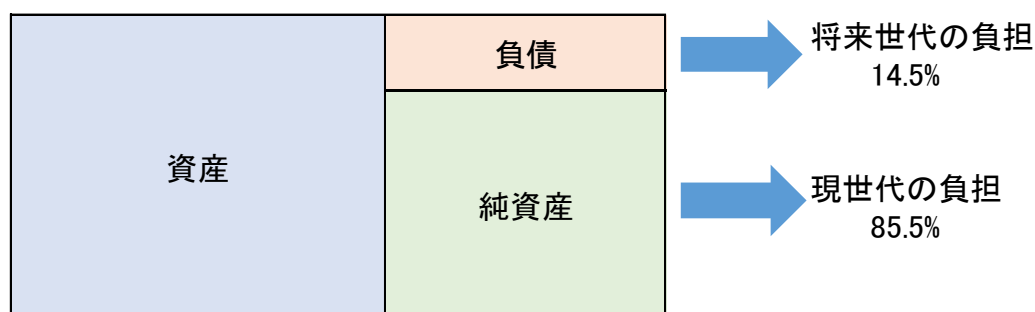 資産
負債
純資産
将来世代の負担
14.5%
現世代の負担
85.5%